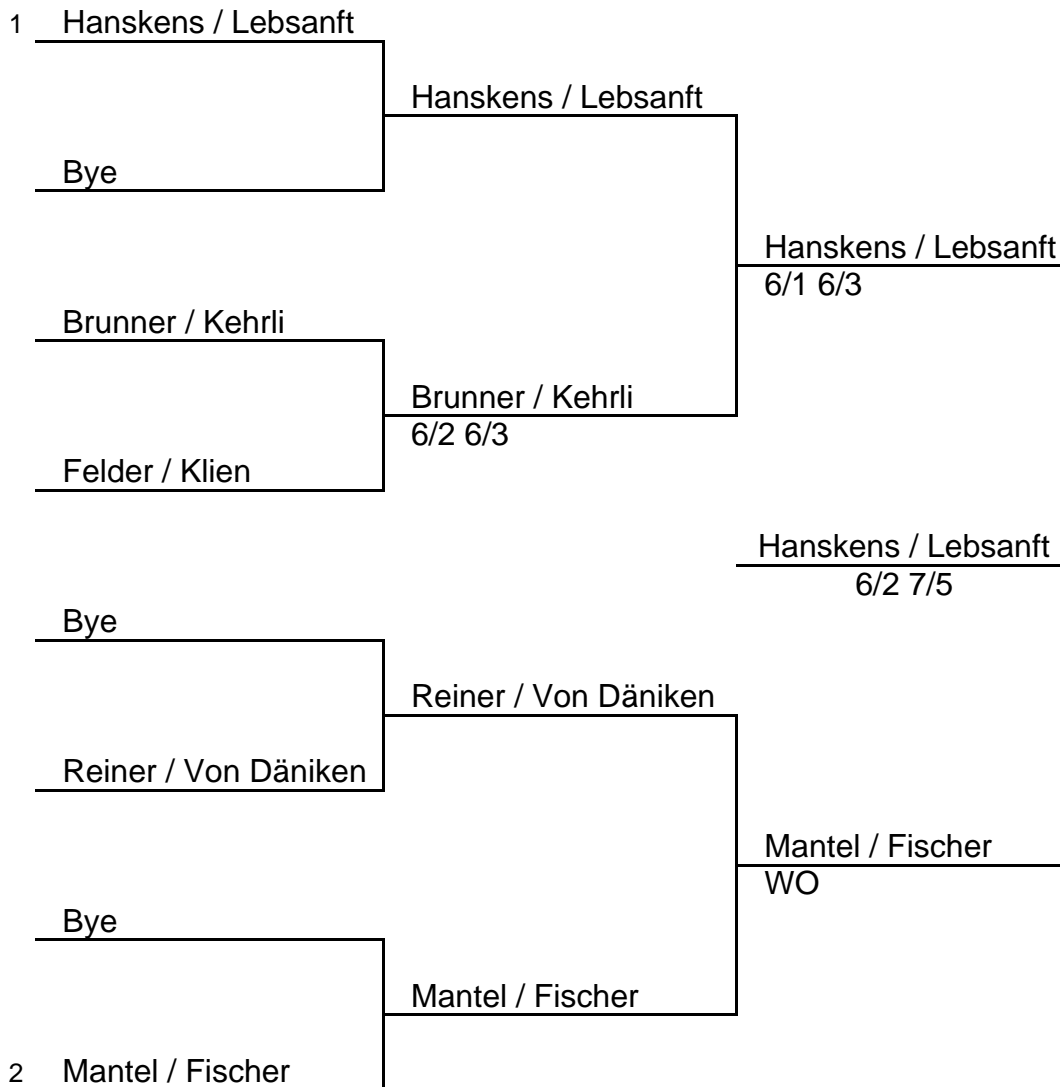 1 Hanskens / Lebsanft
Hanskens / Lebsanft
Bye
Hanskens / Lebsanft
6/1 6/3
Brunner / Kehrli
Brunner / Kehrli
6/2 6/3
Felder / Klien
Hanskens / Lebsanft
6/2 7/5
Bye
Reiner / Von Däniken
Reiner / Von Däniken
Mantel / Fischer
WO
Bye
Mantel / Fischer
2 Mantel / Fischer